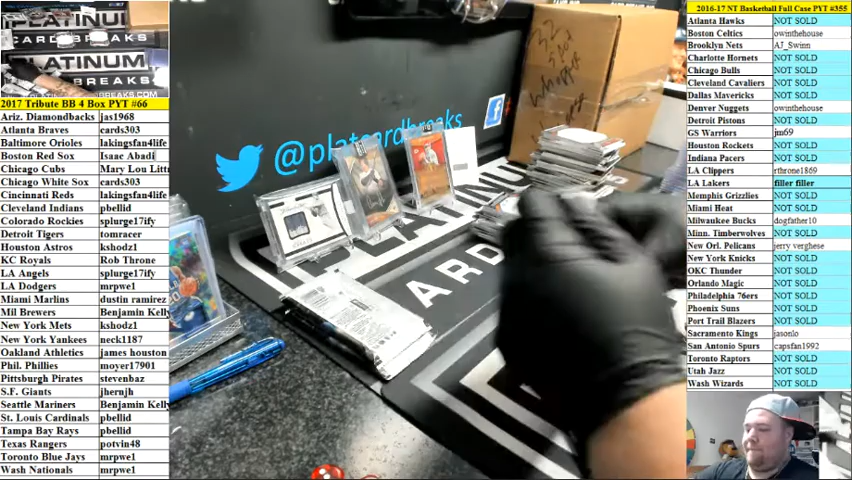 PLATINUM
CARDBREAKS
PLATINUM
2017 Tribute BB 4 Box PYT #66
Ariz. Diamondbacks jas1968
Atlanta Braves cards303
Baltimore Orioles lakingsfan4life
Boston Red Sox Isaac Abadi
Chicago Cubs Mary Lou Littr
Chicago White Sox cards303
Cincinnati Reds lakingsfan4life
Cleveland Indians pbellid
Colorado Rockies splurge17ify
Detroit Tigers tomracer
Houston Astros kshodz1
KC Royals Rob Throne
LA Angels splurge17ify
LA Dodgers mrpwe1
Miami Marlins dustin ramirez
Mil Brewers Benjamin Kelly
New York Mets kshodz1
New York Yankees neck1187
Oakland Athletics james houston
Phil. Phillies moyer17901
Pittsburgh Pirates stevenbaz
S.F. Giants jhernjh
Seattle Mariners Benjamin Kelly
St. Louis Cardinals pbellid
Tampa Bay Rays pbellid
Texas Rangers potvin48
Toronto Blue Jays mrpwe1
Wash Nationals mrpwe1
@platcardbreaks
PLATINUM
CARD
2016-17 NT Basketball Full Case PYT #355
Atlanta Hawks NOT SOLD
Boston Celtics owinthehouse
Brooklyn Nets AJ_Swinn
Charlotte Hornets NOT SOLD
Chicago Bulls NOT SOLD
Cleveland Cavaliers NOT SOLD
Dallas Mavericks NOT SOLD
Denver Nuggets owinthehouse
Detroit Pistons NOT SOLD
GS Warriors jm69
Houston Rockets NOT SOLD
Indiana Pacers NOT SOLD
LA Clippers rthrone1869
LA Lakers filler filler
Memphis Grizzlies NOT SOLD
Miami Heat NOT SOLD
Milwaukee Bucks dogfather10
Minn. Timberwolves NOT SOLD
New Orl. Pelicans jerry verghese
New York Knicks NOT SOLD
OKC Thunder NOT SOLD
Orlando Magic NOT SOLD
Philadelphia 76ers NOT SOLD
Phoenix Suns NOT SOLD
Port Trail Blazers NOT SOLD
Sacramento Kings jasonlo
San Antonio Spurs capsfan1992
Toronto Raptors NOT SOLD
Utah Jazz NOT SOLD
Wash Wizards NOT SOLD